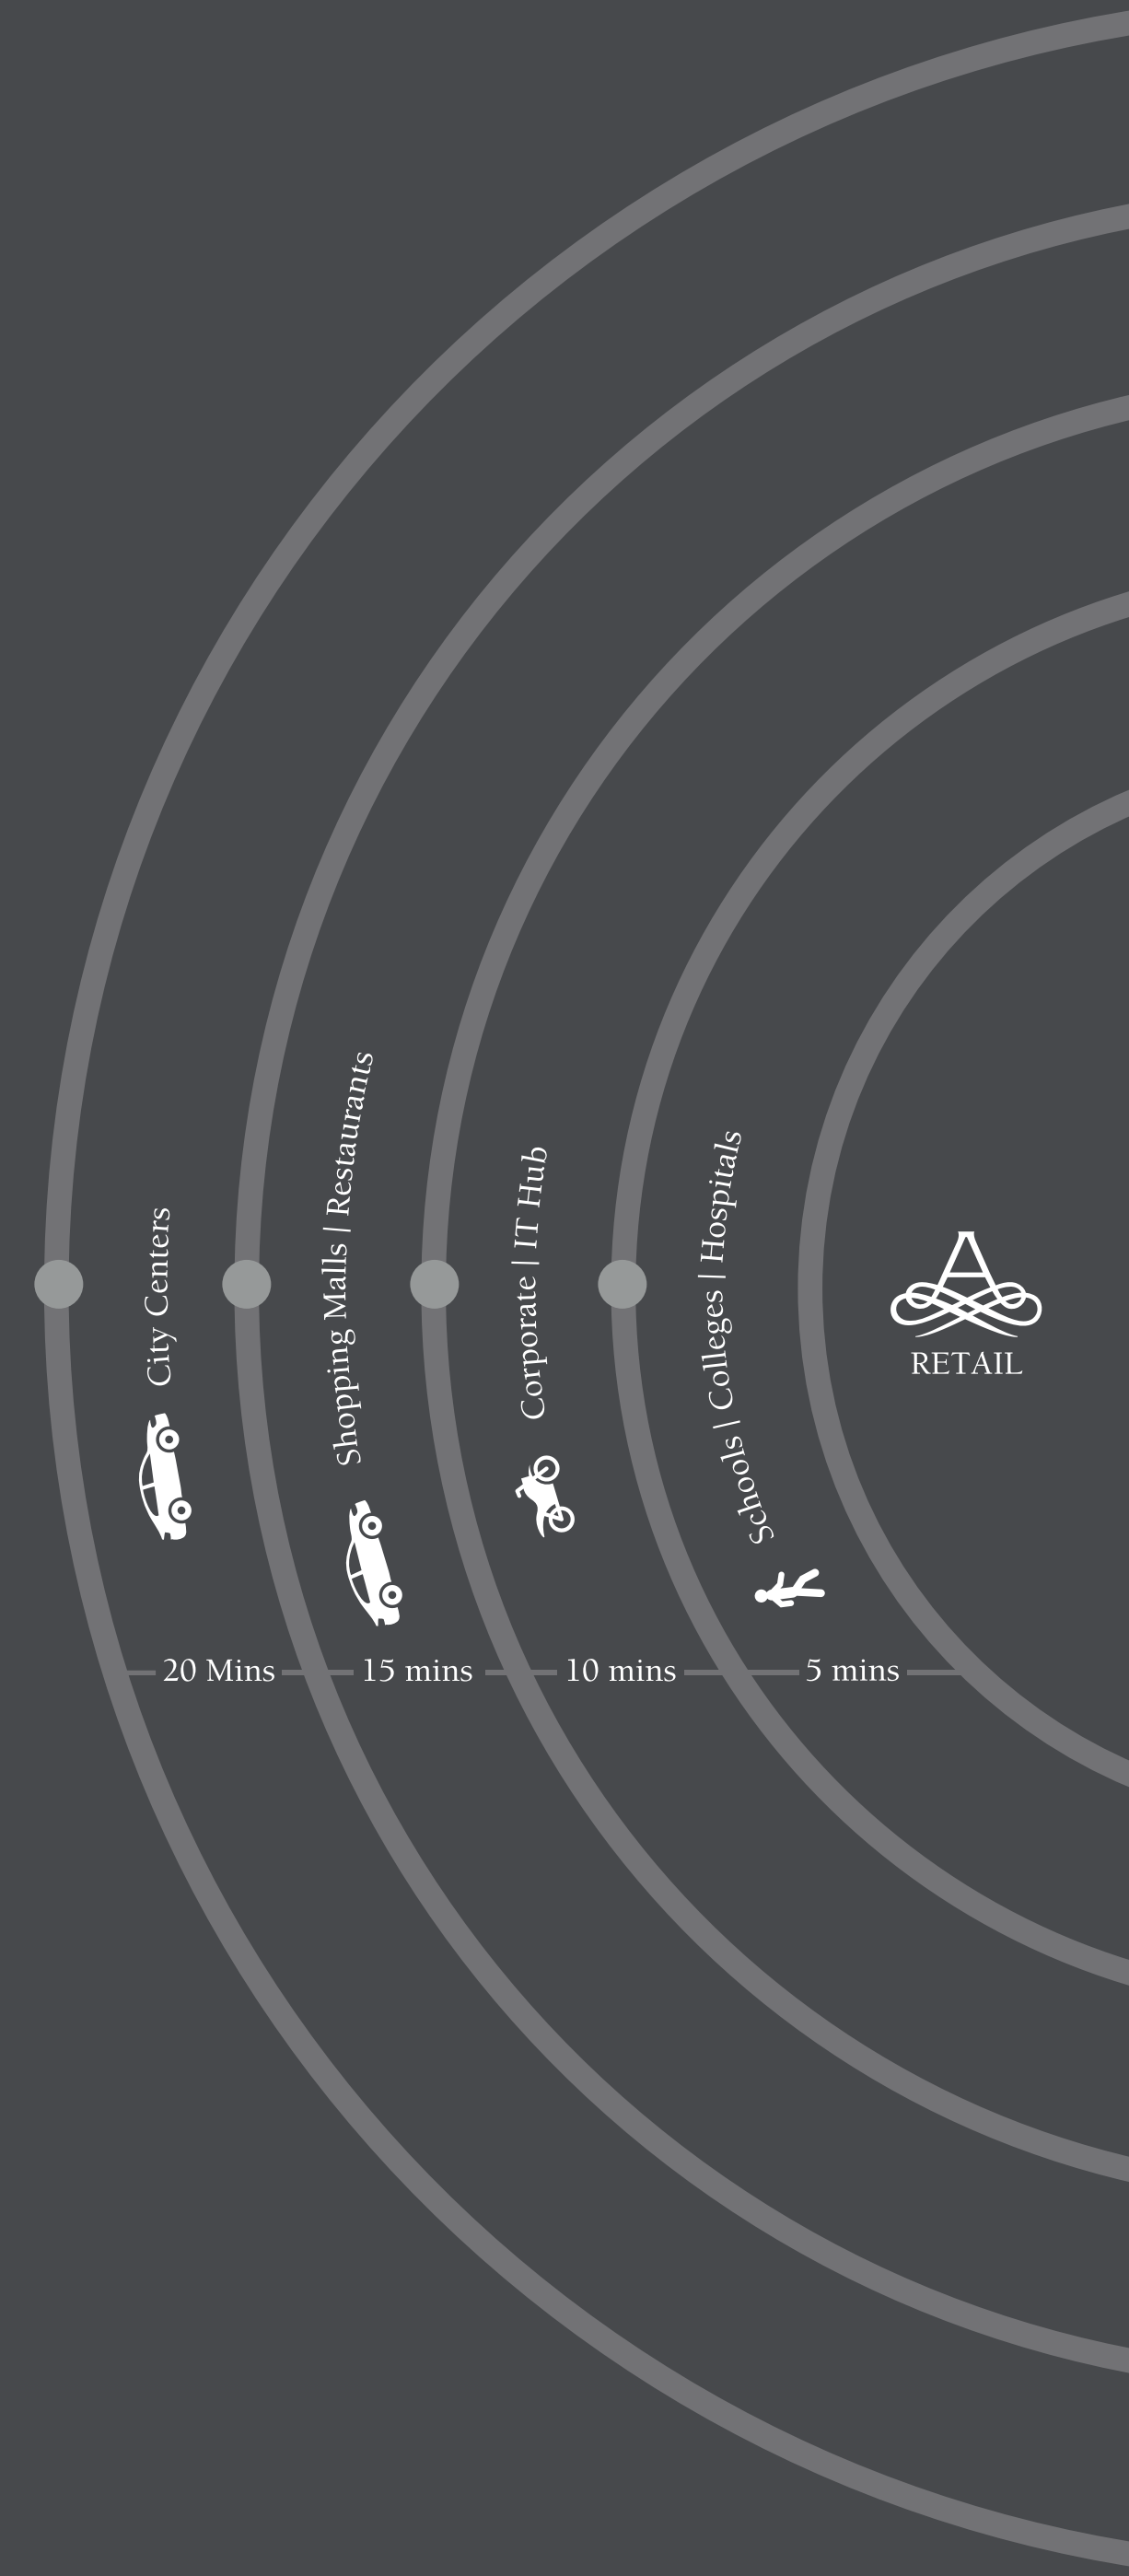 City Centers
Shopping Malls | Restaurants
Corporate | IT Hub
Schools | Colleges | Hospitals
A
RETAIL
20 Mins
15 mins
10 mins
5 mins